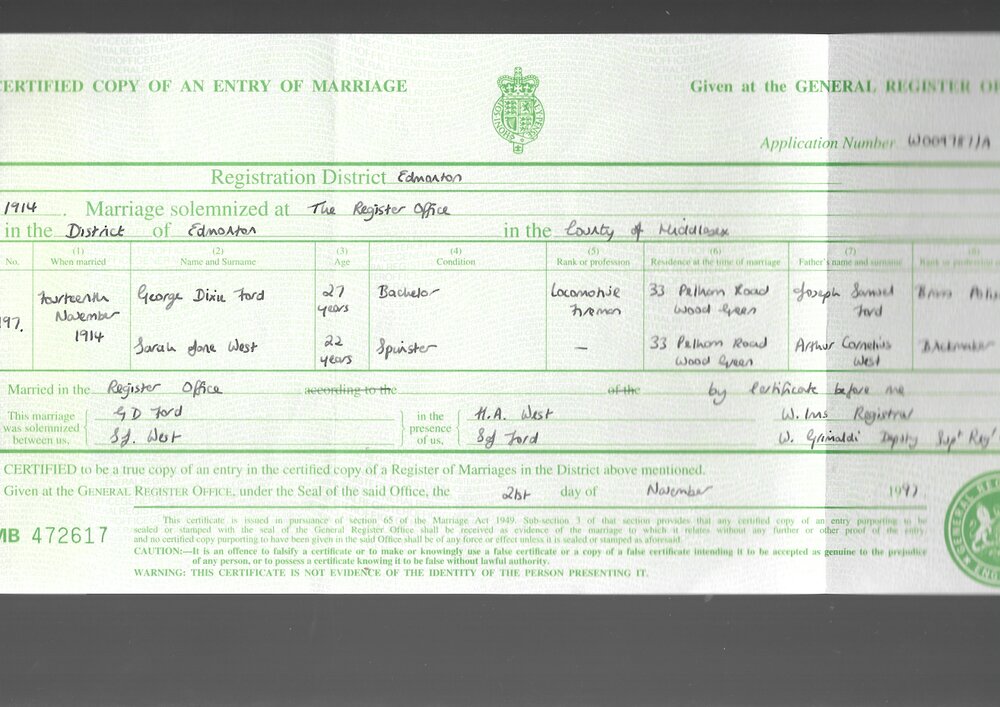 CERTIFIED COPY OF AN ENTRY OF MARRIAGE Given at the GENERAL REGISTER OF
Application Number
Registration District Edmonton
1914 . Marriage solemnized at The Register Office
in the District of Edmonton in the County of Middlesex
(1) (2) (3) (4) (5) (6) (7) (8)
No. When married Name and Surname Age Condition Rank or profession Residence at the time of marriage Father's name and surname Rank or profession
197. Fourteenth November 1914 George Dixie Ford 27 years Bachelor Locomotive Fireman 33 Pelham Road Wood Green Joseph Samuel Ford Brass
Sarah Jane West 22 years Spinster — 33 Pelham Road Wood Green Arthur Cornelius West
Married in the Register Office according to the of the by Certificate before me
This marriage was solemnized between us, G D Ford in the presence of us, H.A. West W. Ims Registrar
S.J. West SGJ Ford W. Grimaldi Deputy Supt Regr
CERTIFIED to be a true copy of an entry in the certified copy of a Register of Marriages in the District above mentioned.
Given at the GENERAL REGISTER OFFICE, under the Seal of the said Office, the 21st day of November 1997
MB 472617
This certificate is issued in pursuance of section 65 of the Marriage Act 1949. Sub-section 3 of that section provides that any certified copy of an entry purporting to be
sealed or stamped with the seal of the General Register Office shall be received as evidence of the marriage to which it relates without any further or other proof of the entry,
and no certified copy purporting to have been given in the said Office shall be of any force or effect unless it is sealed or stamped as aforesaid.
CAUTION:—It is an offence to falsify a certificate or to make or knowingly use a false certificate or a copy of a false certificate intending it to be accepted as genuine to the prejudice
of any person, or to possess a certificate knowing it to be false without lawful authority.
WARNING: THIS CERTIFICATE IS NOT EVIDENCE OF THE IDENTITY OF THE PERSON PRESENTING IT.